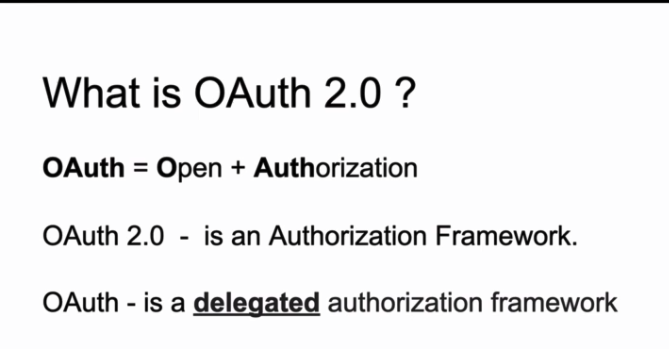 What is OAuth 2.0 ?
OAuth = Open + Authorization
OAuth 2.0 - is an Authorization Framework.
OAuth - is a delegated authorization framework